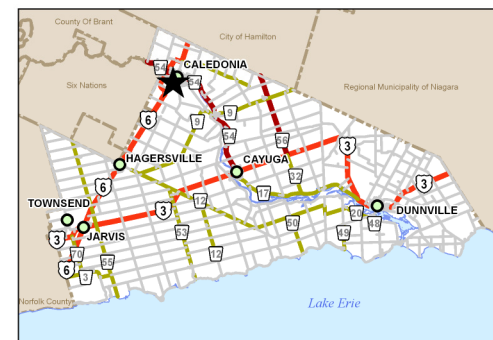 County Of Brant
City of Hamilton
54
CALEDONIA
54
Six Nations
Regional Municipality of Niagara
6
9
9
54
56
3
HAGERSVILLE
CAYUGA
6
32
3
17
TOWNSEND
12
3
20
DUNNVILLE
3
JARVIS
53
50
49
48
70
55
12
6
3
Norfolk County
Lake Erie